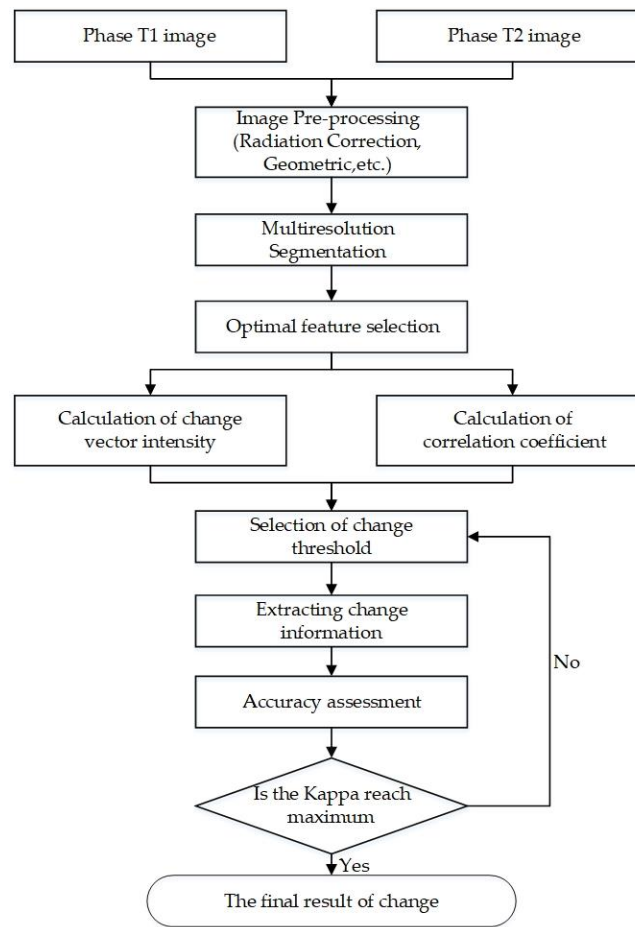 Phase T1 image
Phase T2 image
Image Pre-processing
(Radiation Correction,
Geometric,etc.)
Multiresolution
Segmentation
Optimal feature selection
Calculation of change
vector intensity
Calculation of
correlation coefficient
Selection of change
threshold
Extracting change
information
No
Accuracy assessment
Is the Kappa reach
maximum
Yes
The final result of change